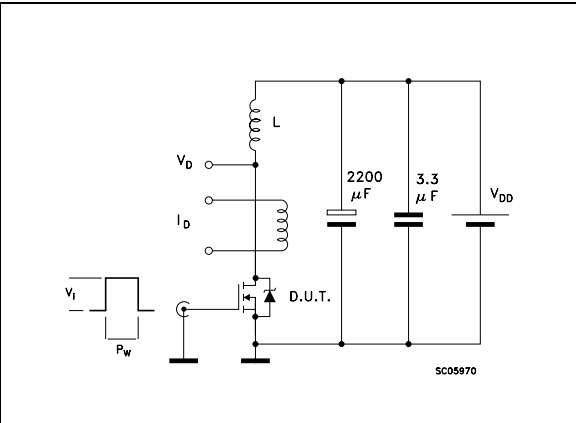 L
V_D
2200
μF
3.3
μF
V_DD
I_D
V_i
D.U.T.
P_W
SC05970